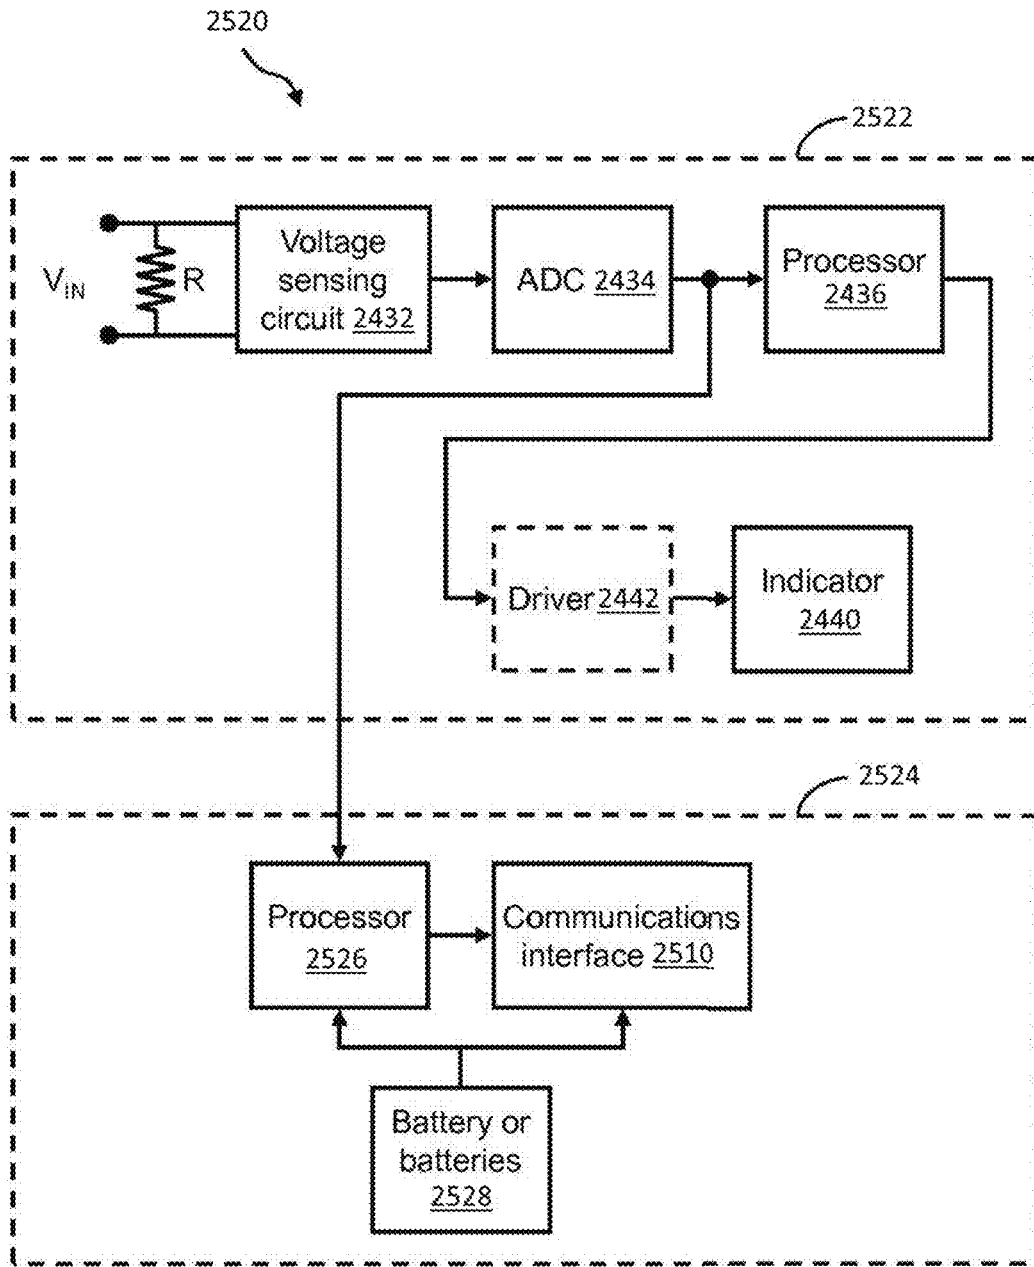 2520
2522
V_IN
R
Voltage
sensing
circuit 2432
ADC 2434
Processor
2436
Driver 2442
Indicator
2440
2524
Processor
2526
Communications
interface 2510
Battery or
batteries
2528